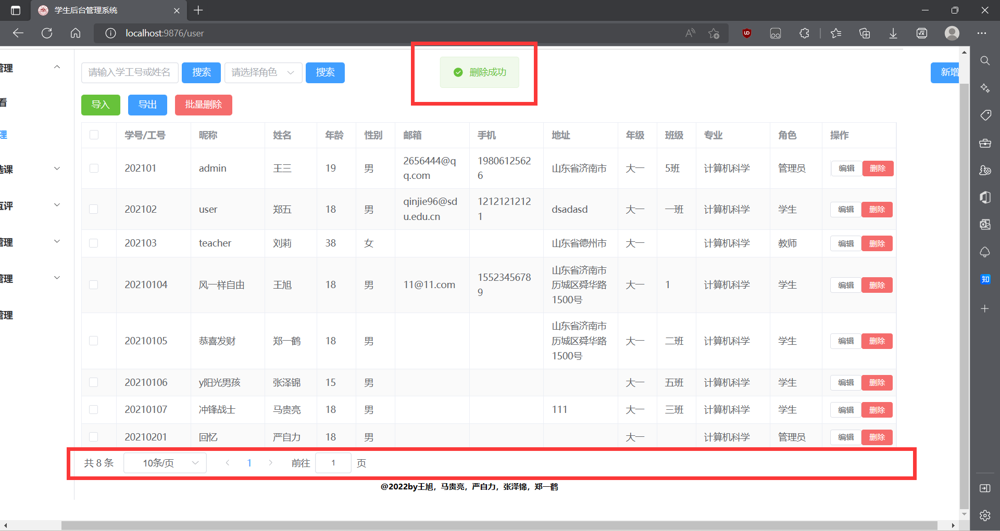 学生后台管理系统
localhost:9876/user
删除成功
管理
请输入学工号或姓名 搜索 请选择角色 搜索 新增
看
导入 导出 批量删除
理
学号/工号 昵称 姓名 年龄 性别 邮箱 手机 地址 年级 班级 专业 角色 操作
选课
202101 admin 王三 19 男 2656444@qq.com 19806125626 山东省济南市 大一 5班 计算机科学 管理员 编辑 删除
互评
202102 user 郑五 18 男 qinjie96@sdu.edu.cn 12121212121 dsadasd 大一 一班 计算机科学 学生 编辑 删除
管理
202103 teacher 刘莉 38 女 山东省德州市 大一 计算机科学 教师 编辑 删除
管理
20210104 风一样自由 王旭 18 男 11@11.com 15523456789 山东省济南市历城区舜华路1500号 大一 1 计算机科学 学生 编辑 删除
管理
20210105 恭喜发财 郑一鹤 18 男 山东省济南市历城区舜华路1500号 大一 二班 计算机科学 学生 编辑 删除
20210106 y阳光男孩 张泽锦 15 男 大一 五班 计算机科学 学生 编辑 删除
20210107 冲锋战士 马贵亮 18 男 111 大一 三班 计算机科学 学生 编辑 删除
20210201 回忆 严自力 18 男 大一 计算机科学 管理员 编辑 删除
共 8 条 10条/页 1 前往 1 页
@2022by王旭，马贵亮，严自力，张泽锦，郑一鹤
知